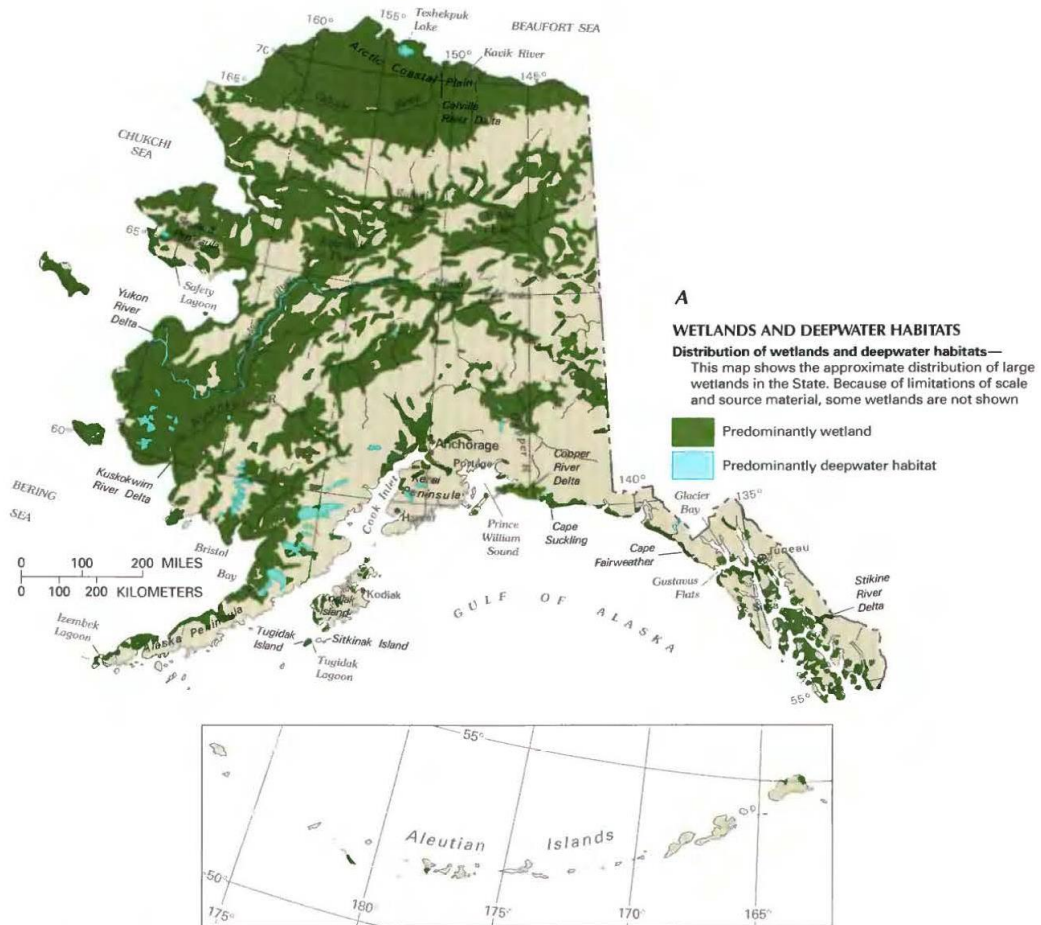 160°
155°
Teshekpuk
Lake
BEAUFORT SEA
70°
Arctic Coastal Plain
150°
Kavik River
165°
145°
Colville
River Delta
CHUKCHI
SEA
65°
Safety
Lagoon
Yukon
River
Delta
60°
Kuskokwim
River Delta
BERING
SEA
Bristol
Bay
Anchorage
Portage
Kenai
Peninsula
Cook Inlet
Homer
Copper R
Copper
River
Delta
Prince
William
Sound
Cape
Suckling
140°
Glacier
Bay
135°
Cape
Fairweather
Gustavus
Flats
Juneau
Sitka
Stikine
River
Delta
55°
0 100 200 MILES
0 100 200 KILOMETERS
Izembek
Lagoon
Alaska Peninsula
Kodiak
Island
Kodiak
Tugidak
Island
Sitkinak Island
Tugidak
Lagoon
GULF OF ALASKA
A
WETLANDS AND DEEPWATER HABITATS
Distribution of wetlands and deepwater habitats—
This map shows the approximate distribution of large
wetlands in the State. Because of limitations of scale
and source material, some wetlands are not shown
Predominantly wetland
Predominantly deepwater habitat
55°
Aleutian Islands
50°
175°
180°
175°
170°
165°